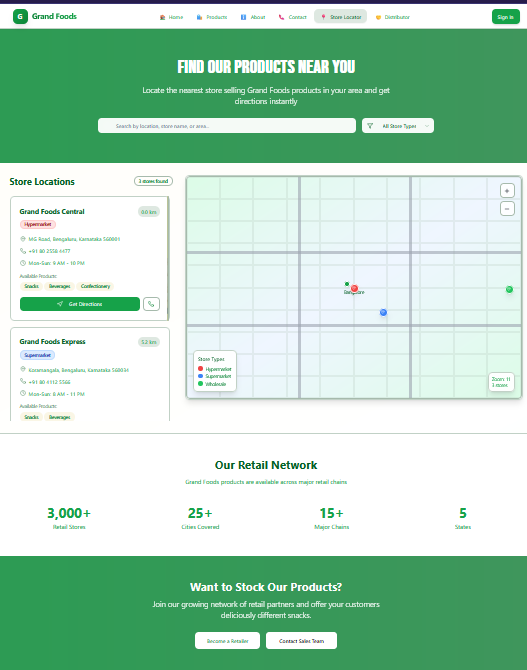 G Grand Foods
Home
Products
About
Contact
Store Locator
Distributor
Sign In
FIND OUR PRODUCTS NEAR YOU
Locate the nearest store selling Grand Foods products in your area and get
directions instantly
Search by location, store name, or area...
All Store Types
Store Locations
3 stores found
Grand Foods Central
0.0 km
Hypermarket
MG Road, Bengaluru, Karnataka 560001
+91 80 2558 4477
Mon-Sun: 9 AM - 10 PM
Available Products:
Snacks
Beverages
Confectionery
Get Directions
Grand Foods Express
5.2 km
Supermarket
Koramangala, Bengaluru, Karnataka 560034
+91 80 4112 5566
Mon-Sun: 8 AM - 11 PM
Available Products:
Snacks
Beverages
+
−
Store Types
Hypermarket
Supermarket
Wholesale
Zoom: 11
3 stores
Our Retail Network
Grand Foods products are available across major retail chains
3,000+
Retail Stores
25+
Cities Covered
15+
Major Chains
5
States
Want to Stock Our Products?
Join our growing network of retail partners and offer your customers
deliciously different snacks.
Become a Retailer
Contact Sales Team